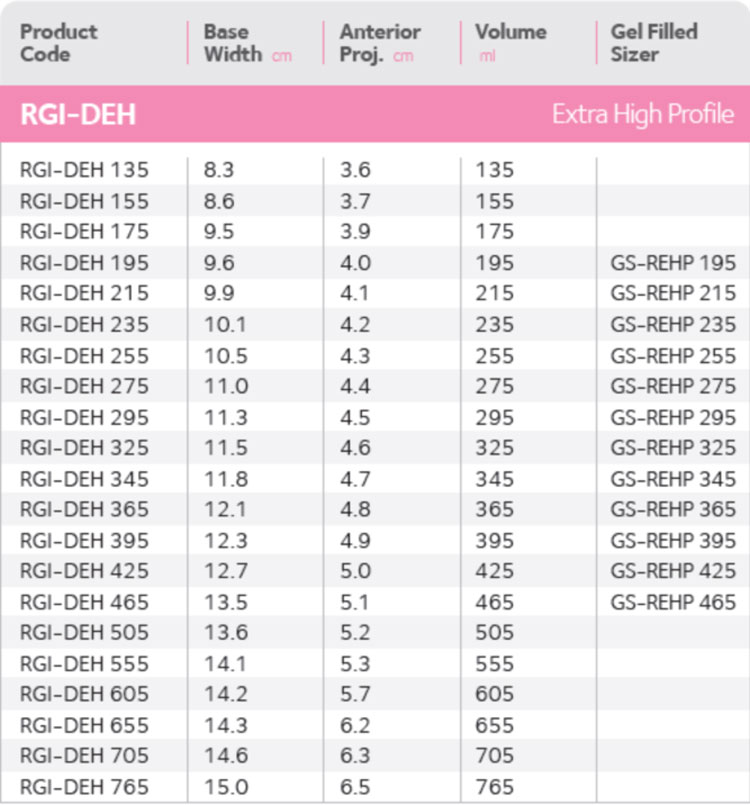 Product Code Base Width cm Anterior Proj. cm Volume ml Gel Filled Sizer
RGI-DEH Extra High Profile
RGI-DEH 135 8.3 3.6 135
RGI-DEH 155 8.6 3.7 155
RGI-DEH 175 9.5 3.9 175
RGI-DEH 195 9.6 4.0 195 GS-REHP 195
RGI-DEH 215 9.9 4.1 215 GS-REHP 215
RGI-DEH 235 10.1 4.2 235 GS-REHP 235
RGI-DEH 255 10.5 4.3 255 GS-REHP 255
RGI-DEH 275 11.0 4.4 275 GS-REHP 275
RGI-DEH 295 11.3 4.5 295 GS-REHP 295
RGI-DEH 325 11.5 4.6 325 GS-REHP 325
RGI-DEH 345 11.8 4.7 345 GS-REHP 345
RGI-DEH 365 12.1 4.8 365 GS-REHP 365
RGI-DEH 395 12.3 4.9 395 GS-REHP 395
RGI-DEH 425 12.7 5.0 425 GS-REHP 425
RGI-DEH 465 13.5 5.1 465 GS-REHP 465
RGI-DEH 505 13.6 5.2 505
RGI-DEH 555 14.1 5.3 555
RGI-DEH 605 14.2 5.7 605
RGI-DEH 655 14.3 6.2 655
RGI-DEH 705 14.6 6.3 705
RGI-DEH 765 15.0 6.5 765